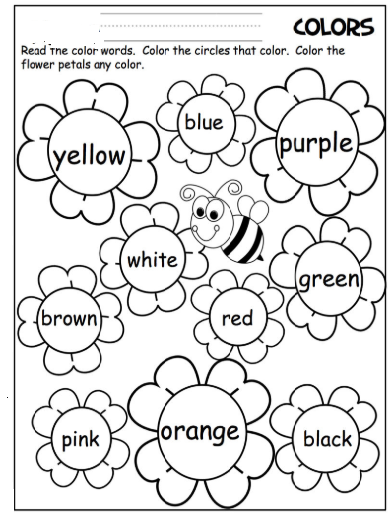 COLORS
Read the color words. Color the circles that color. Color the
flower petals any color.
blue
yellow
purple
white
green
brown
red
pink
orange
black